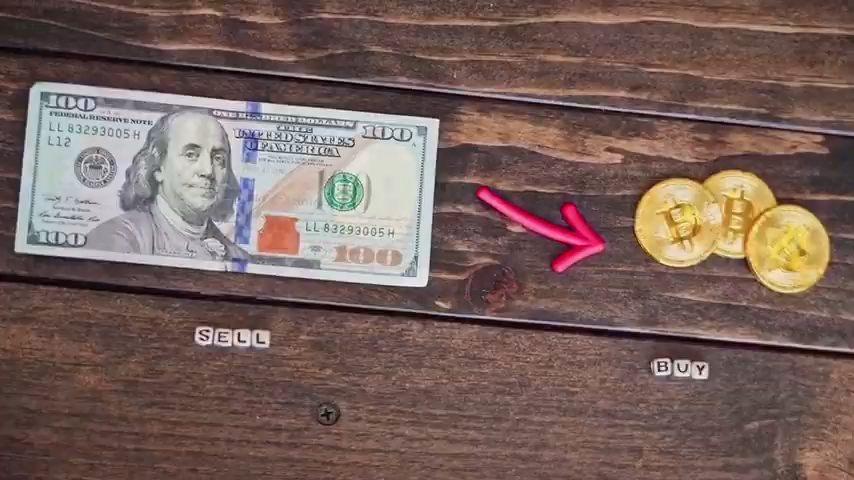 100
FEDERAL RESERVE NOTE
LL 83293005 H
L12
THE
UNITED STATES
OF AMERICA
100
LL 83293005 H
100
100
SELL
BUY